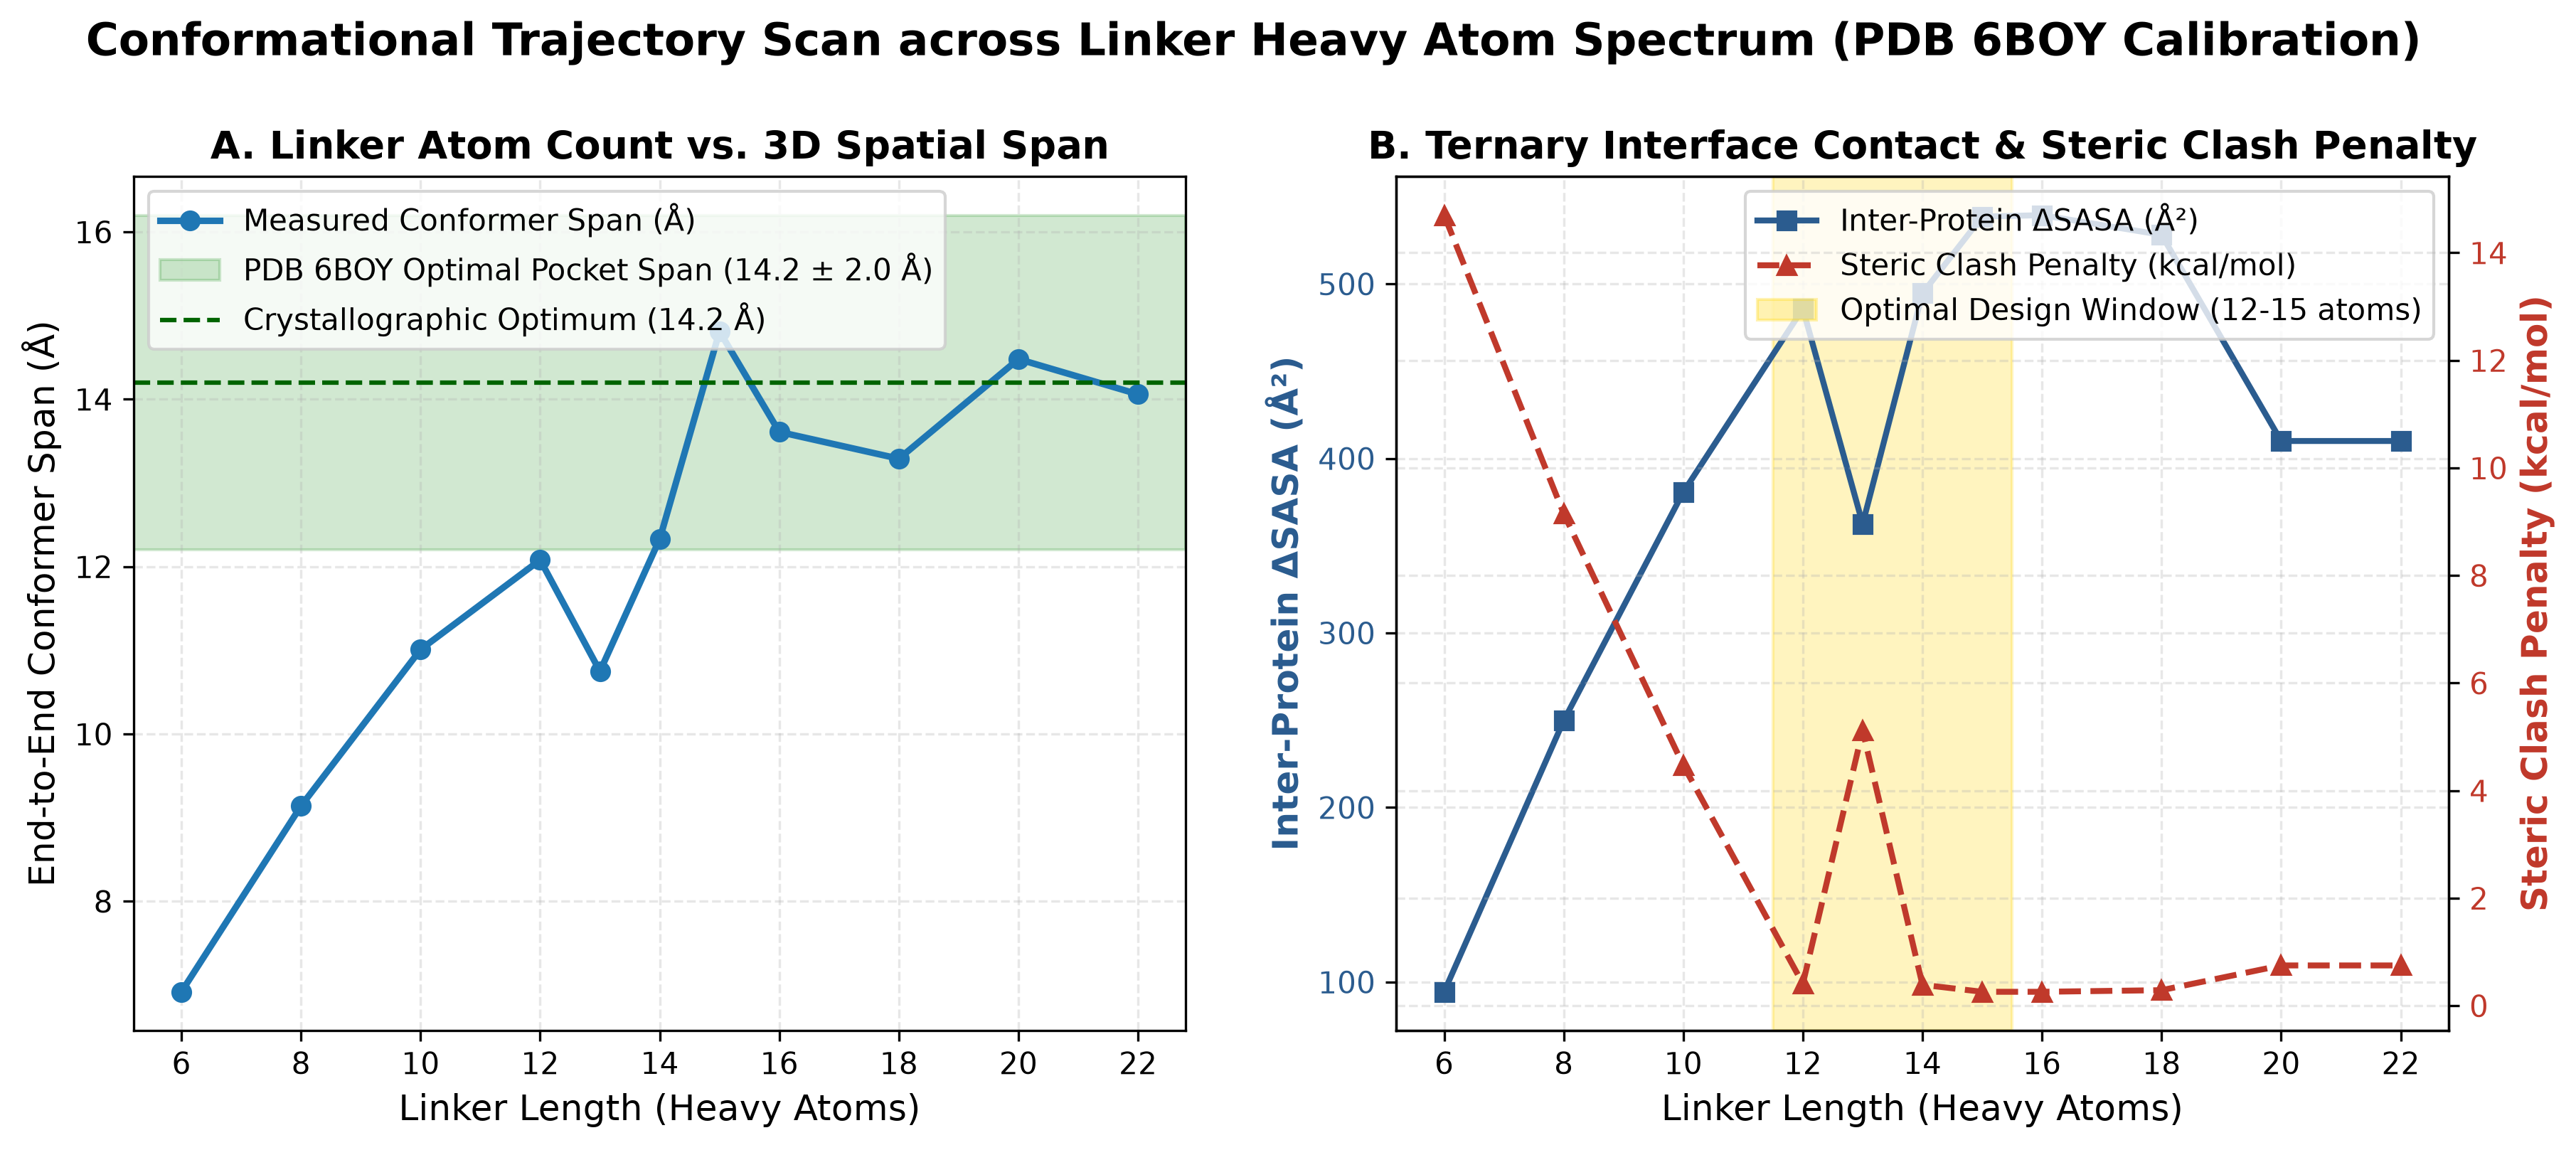 Conformational Trajectory Scan across Linker Heavy Atom Spectrum (PDB 6BOY Calibration)
A. Linker Atom Count vs. 3D Spatial Span
Measured Conformer Span (Å)
PDB 6BOY Optimal Pocket Span (14.2 ± 2.0 Å)
Crystallographic Optimum (14.2 Å)
End-to-End Conformer Span (Å)
16
14
12
10
8
6 8 10 12 14 16 18 20 22
Linker Length (Heavy Atoms)
B. Ternary Interface Contact & Steric Clash Penalty
Inter-Protein ΔSASA (Å²)
Steric Clash Penalty (kcal/mol)
Optimal Design Window (12-15 atoms)
Inter-Protein ΔSASA (Å²)
500
400
300
200
100
6 8 10 12 14 16 18 20 22
Linker Length (Heavy Atoms)
14
12
10
8
6
4
2
0
Steric Clash Penalty (kcal/mol)